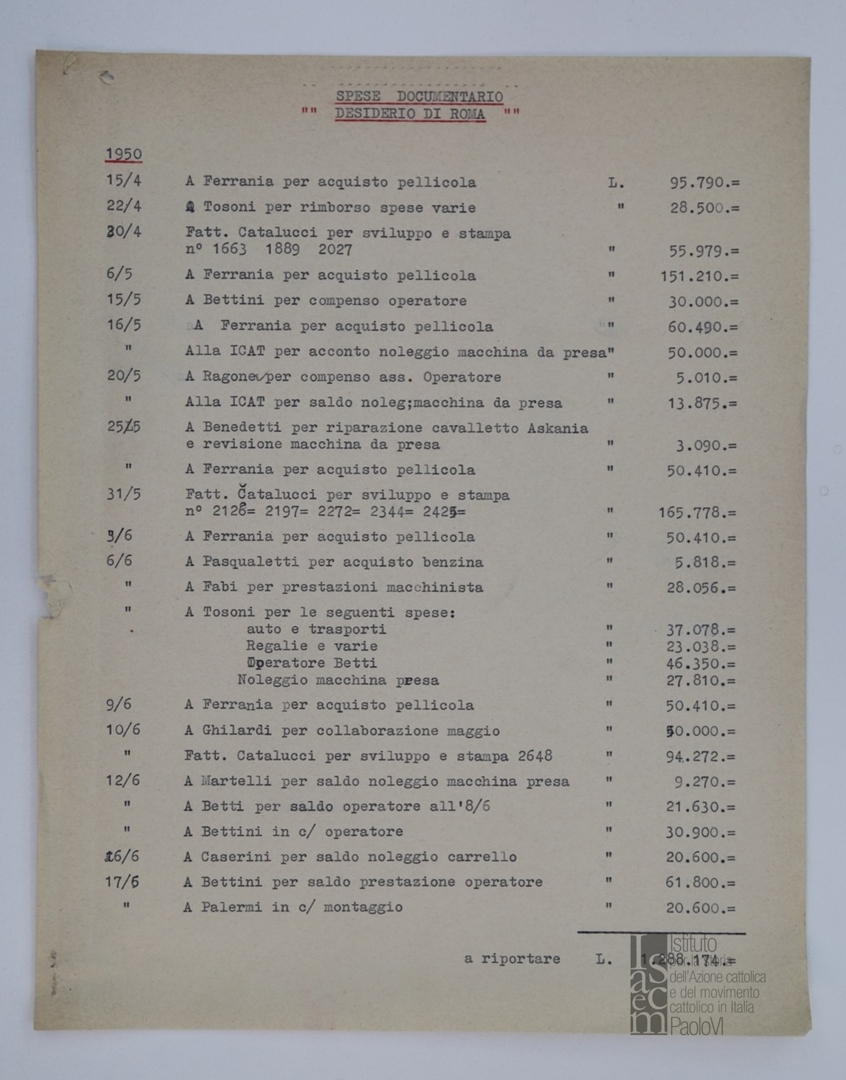 SPESE DOCUMENTARIO
"" DESIDERIO DI ROMA ""
1950
15/4 A Ferrania per acquisto pellicola L. 95.790.=
22/4 A Tosoni per rimborso spese varie " 28.500.=
30/4 Fatt. Catalucci per sviluppo e stampa
nº 1663 1889 2027 " 55.979.=
6/5 A Ferrania per acquisto pellicola " 151.210.=
15/5 A Bettini per compenso operatore " 30.000.=
16/5 A Ferrania per acquisto pellicola " 60.490.=
" Alla ICAT per acconto noleggio macchina da presa" 50.000.=
20/5 A Ragone per compenso ass. Operatore " 5.010.=
" Alla ICAT per saldo noleg;macchina da presa " 13.875.=
25/5 A Benedetti per riparazione cavalletto Askania
e revisione macchina da presa " 3.090.=
" A Ferrania per acquisto pellicola " 50.410.=
31/5 Fatt. Catalucci per sviluppo e stampa
nº 2126= 2197= 2272= 2344= 2425= " 165.778.=
3/6 A Ferrania per acquisto pellicola " 50.410.=
6/6 A Pasqualetti per acquisto benzina " 5.818.=
" A Fabi per prestazioni macchinista " 28.056.=
" A Tosoni per le seguenti spese:
auto e trasporti " 37.078.=
Regalie e varie " 23.038.=
Operatore Betti " 46.350.=
Noleggio macchina presa " 27.810.=
9/6 A Ferrania per acquisto pellicola " 50.410.=
10/6 A Ghilardi per collaborazione maggio " 50.000.=
" Fatt. Catalucci per sviluppo e stampa 2648 " 94.272.=
12/6 A Martelli per saldo noleggio macchina presa " 9.270.=
" A Betti per saldo operatore all'8/6 " 21.630.=
" A Bettini in c/ operatore " 30.900.=
16/6 A Caserini per saldo noleggio carrello " 20.600.=
17/6 A Bettini per saldo prestazione operatore " 61.800.=
" A Palermi in c/ montaggio " 20.600.=
a riportare L. 1.288.174.=
Istituto
dell'Azione cattolica
e del movimento
cattolico in Italia
PaoloVI